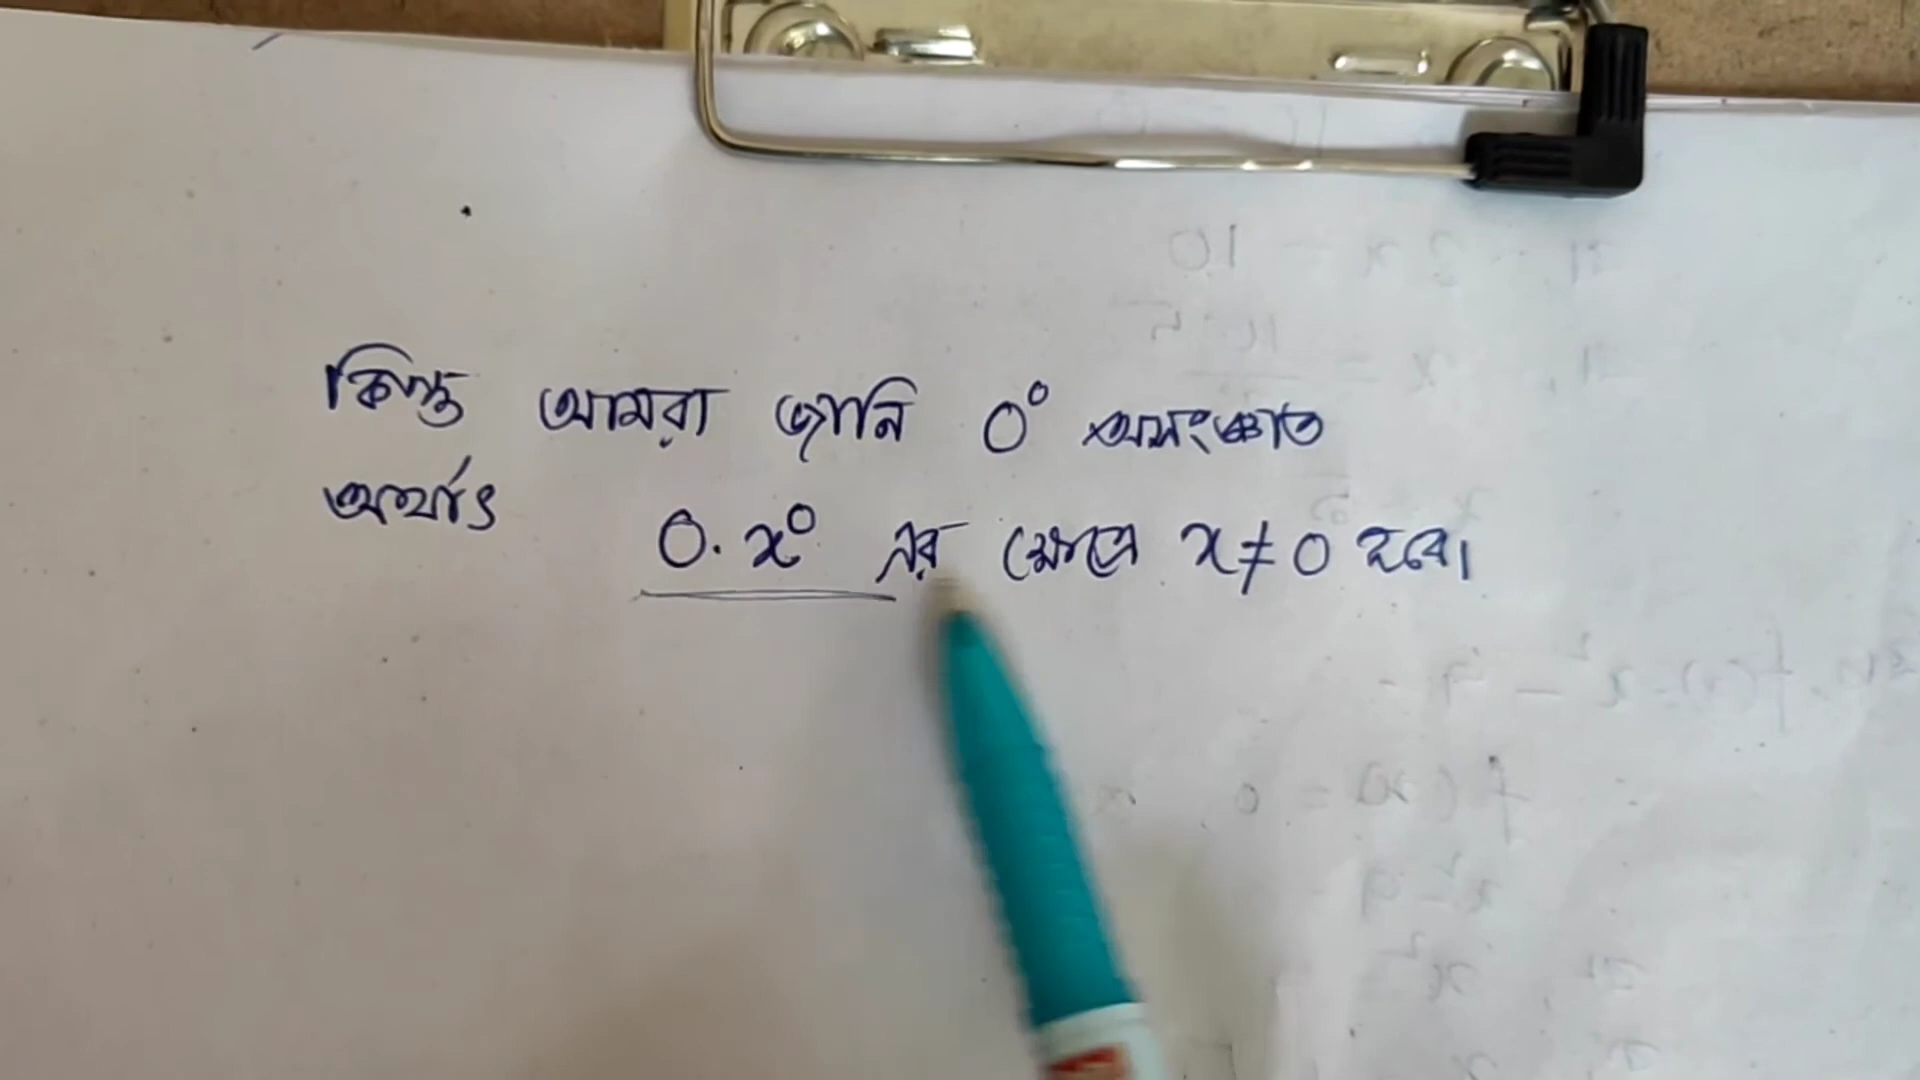 কিন্তু আমরা জানি 0⁰ অসংজ্ঞাত
অর্থাৎ 0. x⁰ এর ক্ষেত্রে x ≠ 0 হবে।